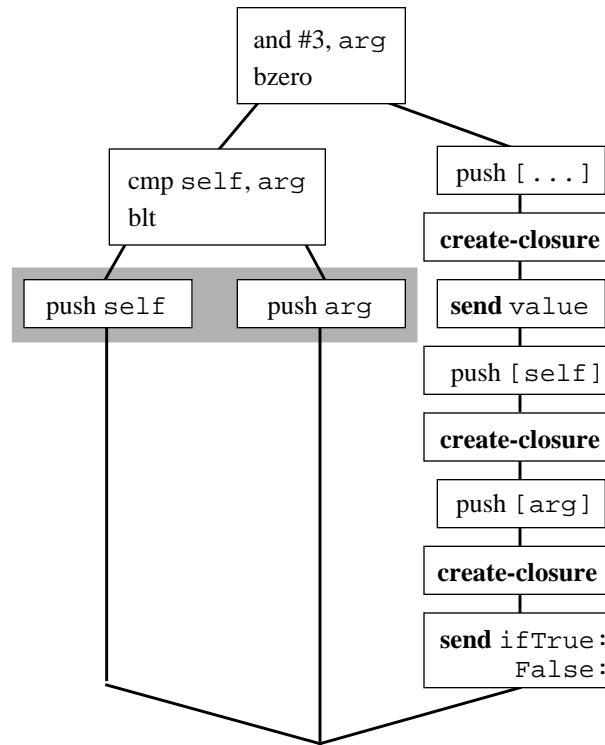 and #3, arg
bzero
cmp self, arg
blt
push self
push arg
push [...]
create-closure
send value
push [self]
create-closure
push [arg]
create-closure
send ifTrue:
False: